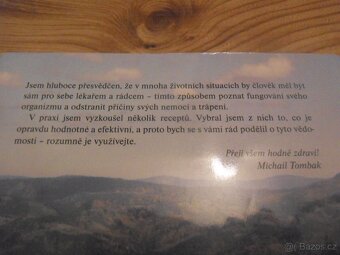 Jsem hluboce přesvědčen, že v mnoha životních situacích by člověk měl být
sám pro sebe lékařem a rádcem – tímto způsobem poznat fungování svého
organizmu a odstranit příčiny svých nemocí a trápení.
V praxi jsem vyzkoušel několik receptů. Vybral jsem z nich to, co je
opravdu hodnotné a efektivní, a proto bych se s vámi rád podělil o tyto vědo-
mosti – rozumně je využívejte.
Přeji všem hodně zdraví!
Michail Tombak
© Bazos.cz